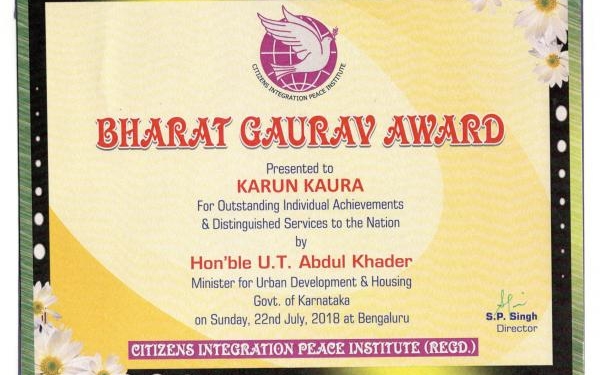 CITIZENS INTEGRATION PEACE INSTITUTE
BHARAT GAURAV AWARD
Presented to
KARUN KAURA
For Outstanding Individual Achievements
& Distinguished Services to the Nation
by
Hon'ble U.T. Abdul Khader
Minister for Urban Development & Housing
Govt. of Karnataka
on Sunday, 22nd July, 2018 at Bengaluru
S.P. Singh
Director
CITIZENS INTEGRATION PEACE INSTITUTE (REGD.)